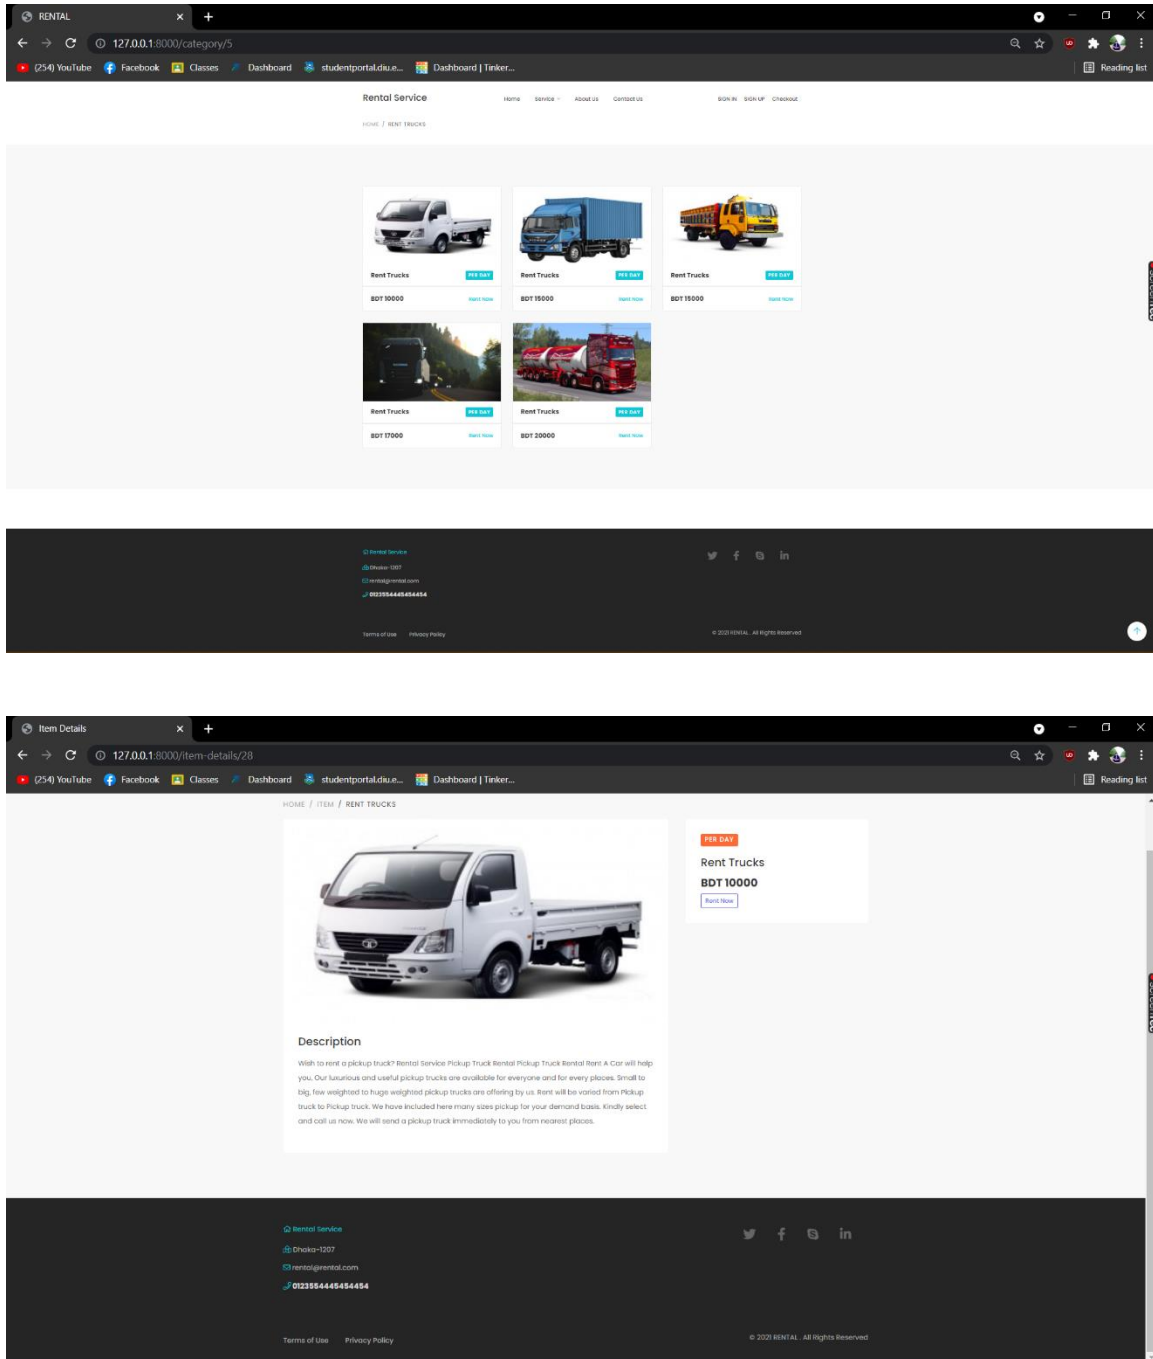 RENTAL
127.0.0.1:8000/category/5
(254) YouTube Facebook Classes Dashboard studentportal.diu.e... Dashboard | Tinker... Reading list
Rental Service Home Service About Us Contact Us SIGN IN SIGN UP Checkout
HOME / RENT TRUCKS
Rent Trucks PER DAY Rent Trucks PER DAY Rent Trucks PER DAY
BDT 10000 Rent Now BDT 15000 Rent Now BDT 15000 Rent Now
Rent Trucks PER DAY Rent Trucks PER DAY
BDT 17000 Rent Now BDT 20000 Rent Now
Rental Service
Dhaka-1207
rental@rental.com
0123554445454454
Terms of Use Privacy Policy © 2021 RENTAL . All Rights Reserved
Item Details
127.0.0.1:8000/item-details/28
(254) YouTube Facebook Classes Dashboard studentportal.diu.e... Dashboard | Tinker... Reading list
HOME / ITEM / RENT TRUCKS
PER DAY
Rent Trucks
BDT 10000
Rent Now
Description
Wish to rent a pickup truck? Rental Service Pickup Truck Rental Pickup Truck Rental Rent A Car will help
you, Our luxurious and useful pickup trucks are available for everyone and for every places. Small to
big, few weighted to huge weighted pickup trucks are offering by us. Rent will be varied from Pickup
truck to Pickup truck. We have included here many sizes pickup for your demand basis. Kindly select
and call us now. We will send a pickup truck immediately to you from nearest places.
Rental Service
Dhaka-1207
rental@rental.com
0123554445454454
Terms of Use Privacy Policy © 2021 RENTAL . All Rights Reserved